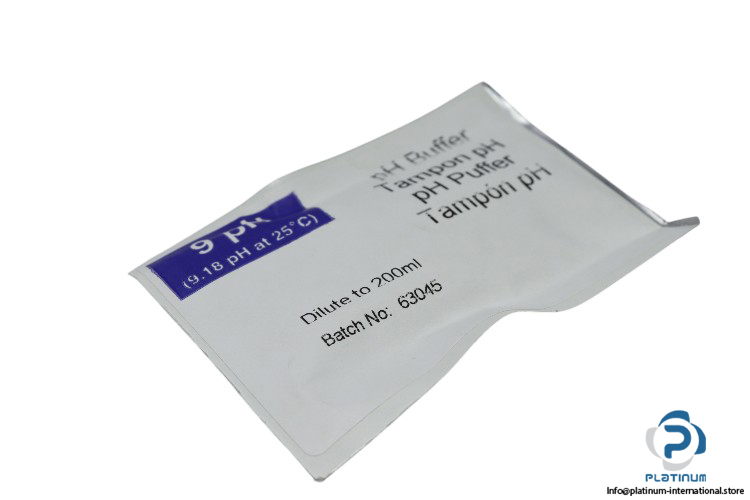 9 pH
(9.18 pH at 25°C)
pH Buffer
Tampon pH
pH Puffer
Tampón pH
Dilute to 200ml
Batch No: 63045
PLATINUM
Info@platinum-international.store